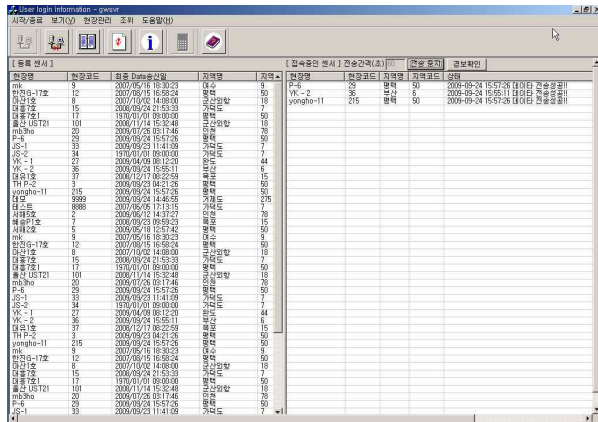 User login Information - gwsvr
시작/종료 보기(V) 현장관리 조위 도움말(H)
[ 등록 센서 ] [ 접속중인 센서 ] 전송간격(초) 60 전송 중지 경보확인
현장명 현장코드 최종 Data송신일 지역명 지역 현장명 현장코드 지역명 지역코드 상태
mk 9 2007/05/16 18:30:23 여수 9 P-6 29 평택 50 2009-09-24 15:57:26 데이타 전송성공!!
한진G-17호 12 2007/08/15 16:58:24 평택 50 YK - 2 36 부산 6 2009-09-24 15:55:11 데이타 전송성공!!
아산1호 8 2007/10/02 14:08:00 군산외항 18 yongho-11 215 평택 50 2009-09-24 15:57:26 데이타 전송성공!!
대흥7호 15 2008/09/24 21:53:33 가덕도 7
대흥7호1 17 1970/01/01 09:00:00 평택 50
울산 UST21 101 2008/11/14 15:32:48 군산외항 18
mb3ho 20 2009/07/26 03:17:46 인천 78
P-6 29 2009/09/24 15:57:26 평택 50
JS-1 33 2009/09/23 11:41:09 가덕도 7
JS-2 34 1970/01/01 09:00:00 가덕도 7
YK - 1 27 2009/04/09 08:12:20 완도 44
YK - 2 36 2009/09/24 15:55:11 부산 6
대유1호 37 2008/12/17 08:22:59 목포 15
TH P-2 3 2009/09/23 04:21:26 평택 50
yongho-11 215 2009/09/24 15:57:26 평택 50
대모 9999 2009/09/24 14:46:55 거제도 275
테스트 8888 2007/06/05 17:13:15 가덕도 7
서해5호 2 2009/06/12 14:37:27 인천 78
혜승P1호 7 2008/09/23 09:59:23 목포 15
서해2호 5 2009/05/18 12:57:42 평택 50
mk 9 2007/05/16 18:30:23 여수 9
한진G-17호 12 2007/08/15 16:58:24 평택 50
아산1호 8 2007/10/02 14:08:00 군산외항 18
대흥7호 15 2008/09/24 21:53:33 가덕도 7
대흥7호1 17 1970/01/01 09:00:00 평택 50
울산 UST21 101 2008/11/14 15:32:48 군산외항 18
mb3ho 20 2009/07/26 03:17:46 인천 78
P-6 29 2009/09/24 15:57:26 평택 50
JS-1 33 2009/09/23 11:41:09 가덕도 7
JS-2 34 1970/01/01 09:00:00 가덕도 7
YK - 1 27 2009/04/09 08:12:20 완도 44
YK - 2 36 2009/09/24 15:55:11 부산 6
대유1호 37 2008/12/17 08:22:59 목포 15
TH P-2 3 2009/09/23 04:21:26 평택 50
yongho-11 215 2009/09/24 15:57:26 평택 50
mk 9 2007/05/16 18:30:23 여수 9
한진G-17호 12 2007/08/15 16:58:24 평택 50
아산1호 8 2007/10/02 14:08:00 군산외항 18
대흥7호 15 2008/09/24 21:53:33 가덕도 7
대흥7호1 17 1970/01/01 09:00:00 평택 50
울산 UST21 101 2008/11/14 15:32:48 군산외항 18
mb3ho 20 2009/07/26 03:17:46 인천 78
P-6 29 2009/09/24 15:57:26 평택 50
JS-1 33 2009/09/23 11:41:09 가덕도 7